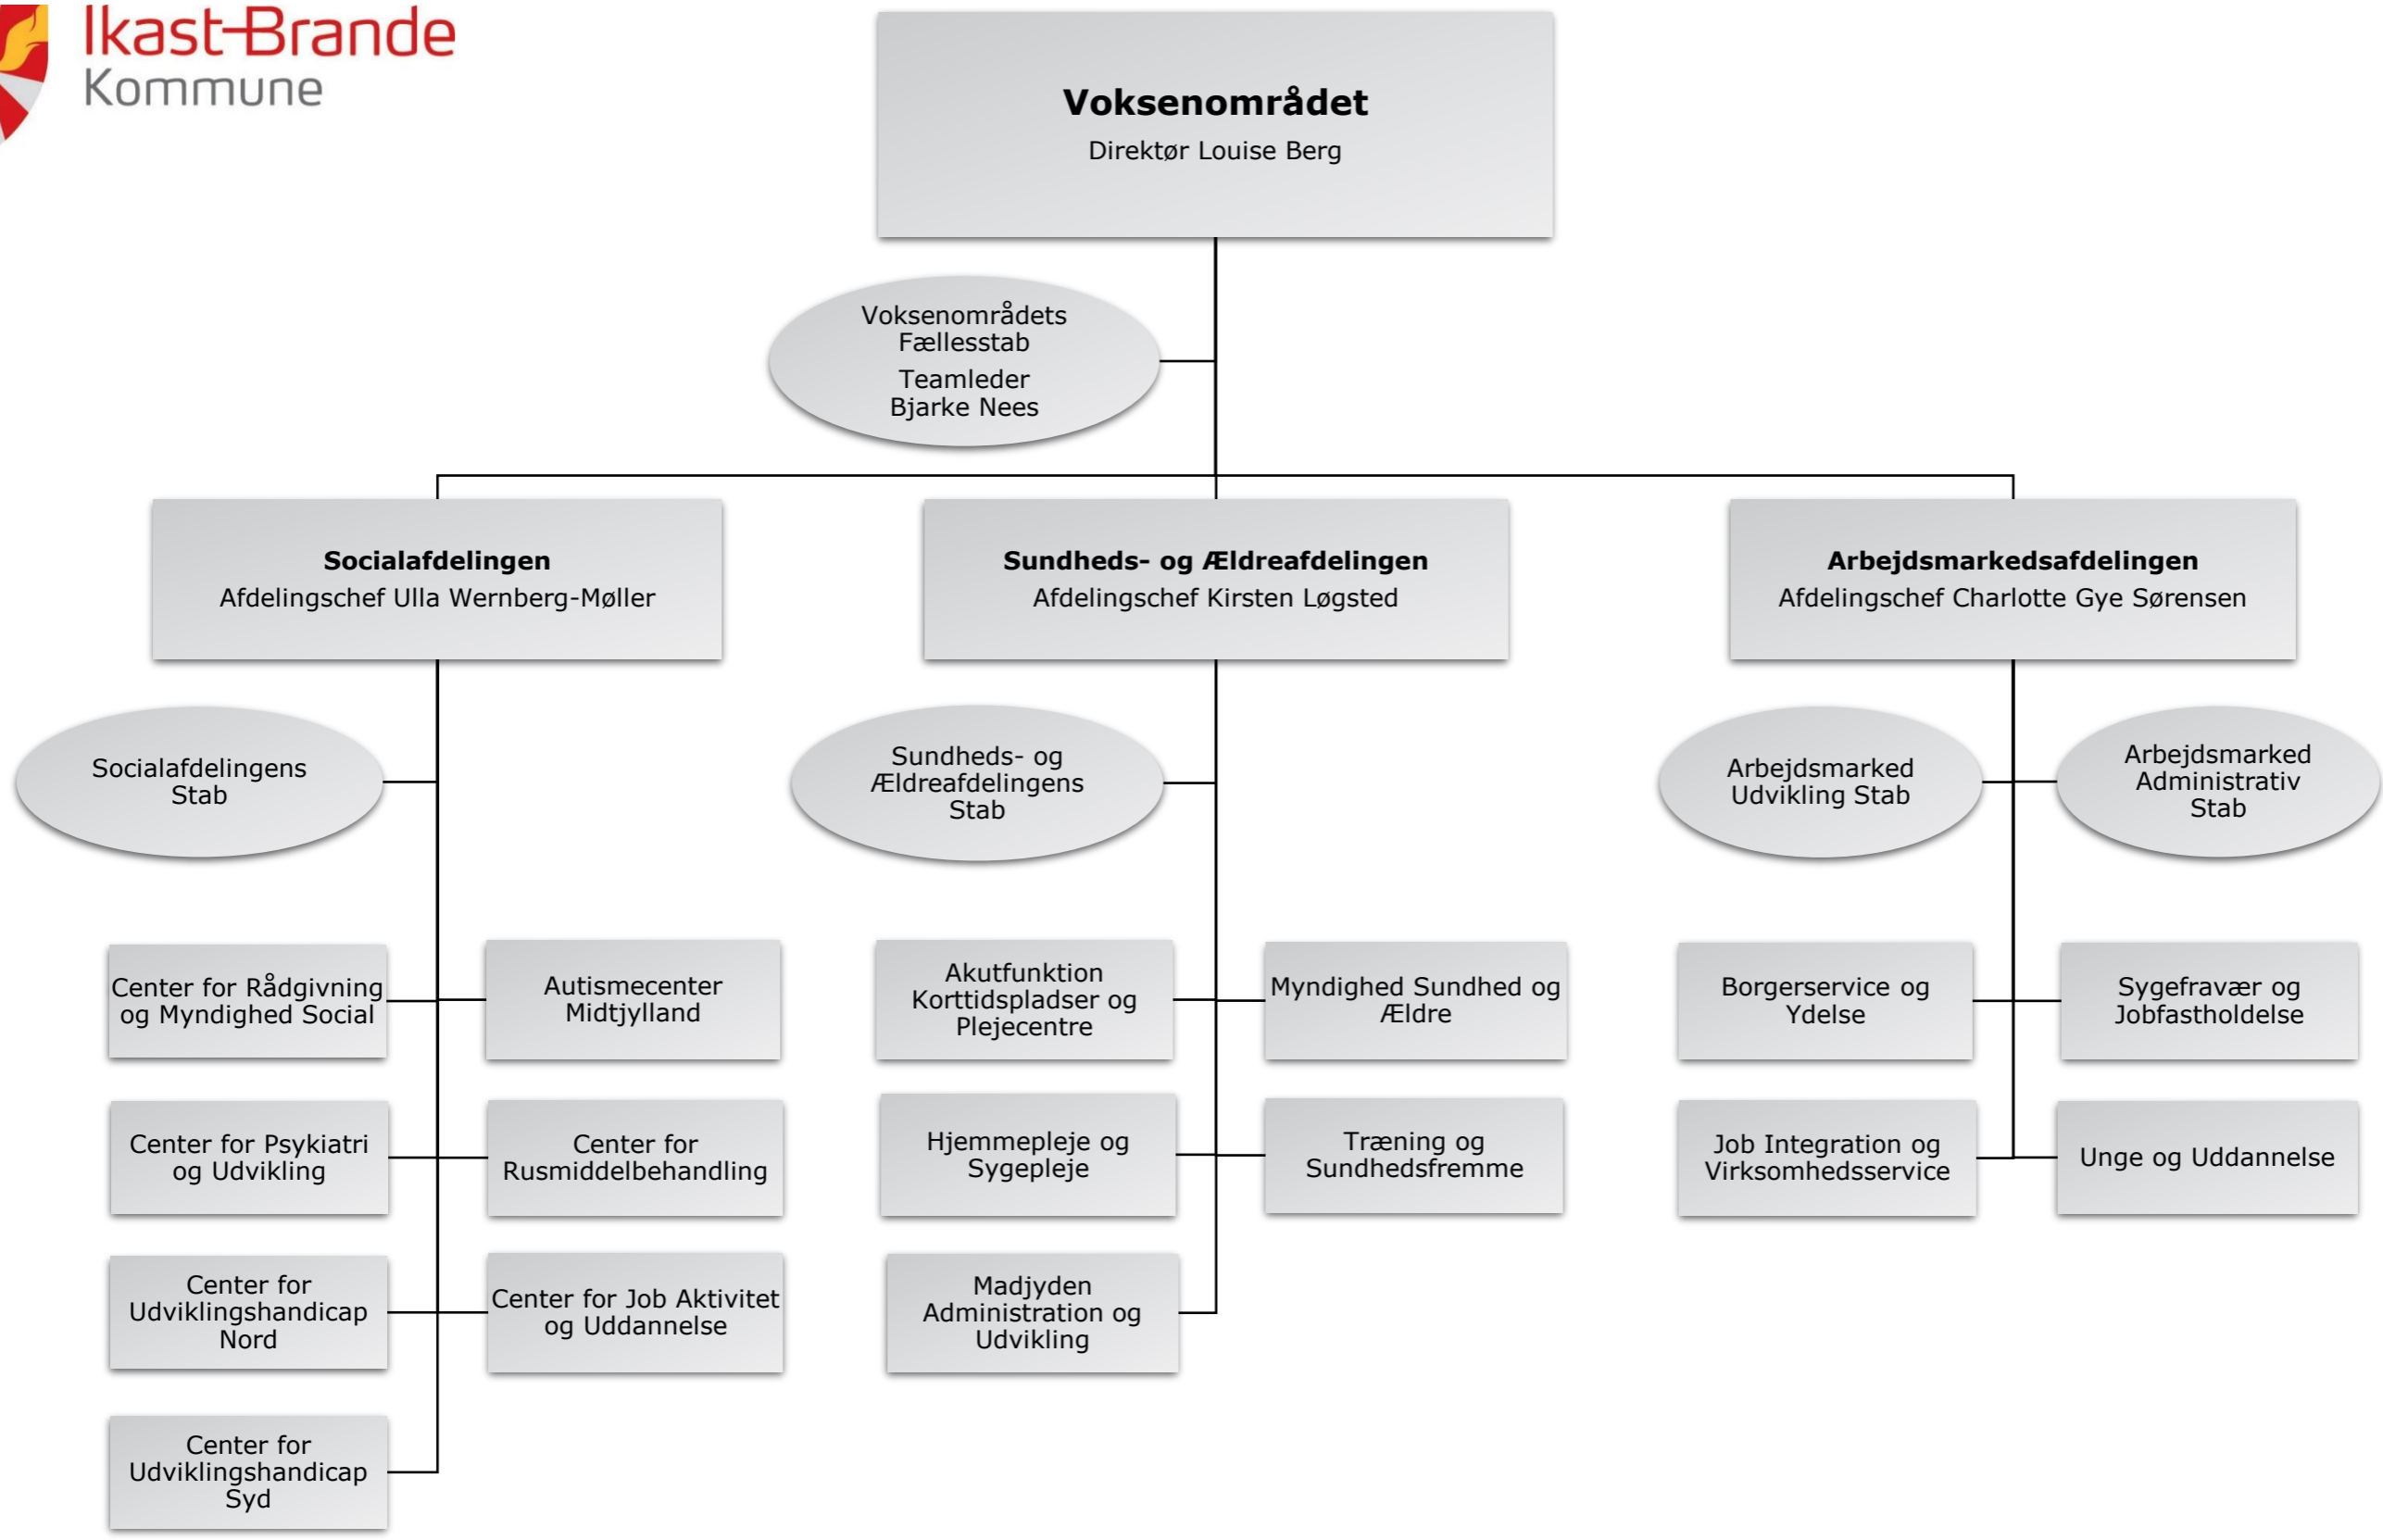 Ikast-Brande
Kommune
Voksenområdet
Direktør Louise Berg
Voksenområdets
Fællesstab
Teamleder
Bjarke Nees
Socialafdelingen
Afdelingschef Ulla Wernberg-Møller
Sundheds- og Ældreafdelingen
Afdelingschef Kirsten Løgsted
Arbejdsmarkedsafdelingen
Afdelingschef Charlotte Gye Sørensen
Socialafdelingens
Stab
Sundheds- og
Ældreafdelingens
Stab
Arbejdsmarked
Udvikling Stab
Arbejdsmarked
Administrativ
Stab
Center for Rådgivning
og Myndighed Social
Autismecenter
Midtjylland
Akutfunktion
Korttidspladser og
Plejecentre
Myndighed Sundhed og
Ældre
Borgerservice og
Ydelse
Sygefravær og
Jobfastholdelse
Center for Psykiatri
og Udvikling
Center for
Rusmiddelbehandling
Hjemmepleje og
Sygepleje
Træning og
Sundhedsfremme
Job Integration og
Virksomhedsservice
Unge og Uddannelse
Center for
Udviklingshandicap
Nord
Center for Job Aktivitet
og Uddannelse
Madjyden
Administration og
Udvikling
Center for
Udviklingshandicap
Syd